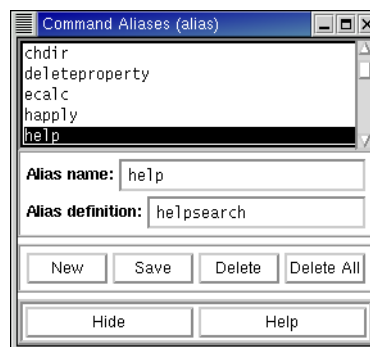 Command Aliases (alias)
chdir
deleteproperty
ecalc
happly
help
Alias name: help
Alias definition: helpsearch
New Save Delete Delete All
Hide Help